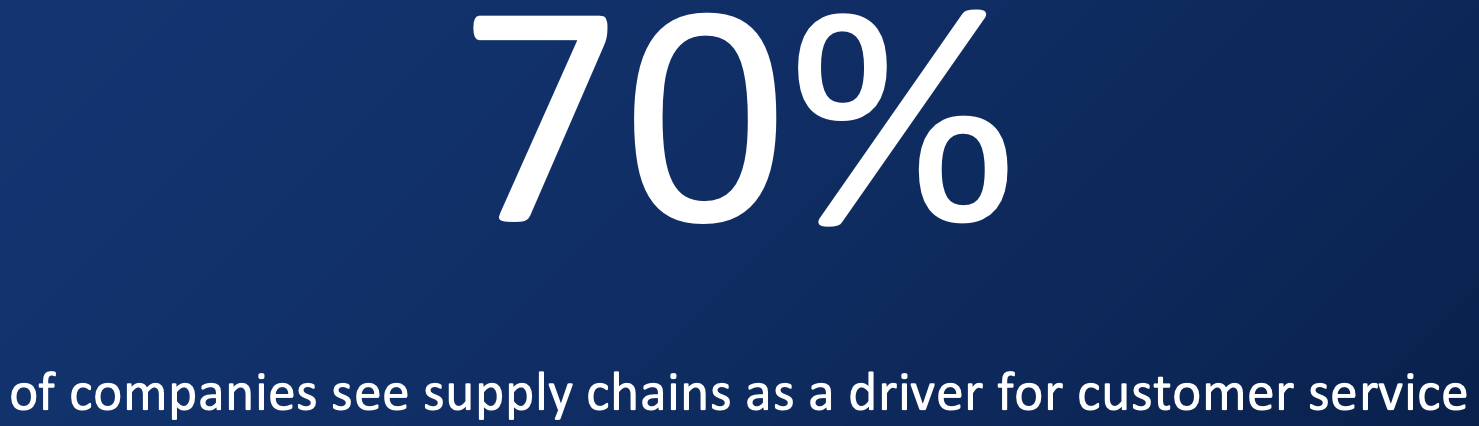 70%
of companies see supply chains as a driver for customer service